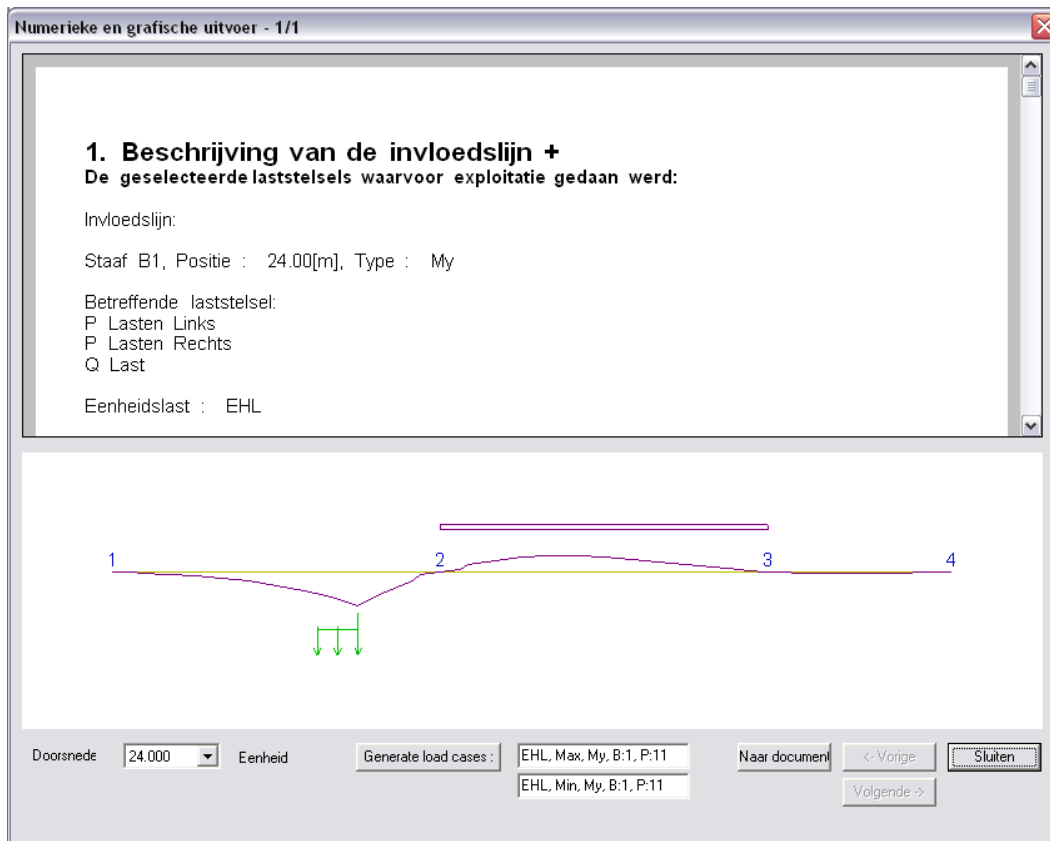 Numerieke en grafische uitvoer - 1/1
1. Beschrijving van de invloedslijn +
De geselecteerde laststelsels waarvoor exploitatie gedaan werd:
Invloedslijn:
Staaf B1, Positie : 24.00[m], Type : My
Betreffende laststelsel:
P Lasten Links
P Lasten Rechts
Q Last
Eenheidslast : EHL
1 2 3 4
Doorsnede 24.000 Eenheid Generate load cases : EHL, Max, My, B:1, P:11 Naar document <- Vorige Sluiten
EHL, Min, My, B:1, P:11 Volgende ->